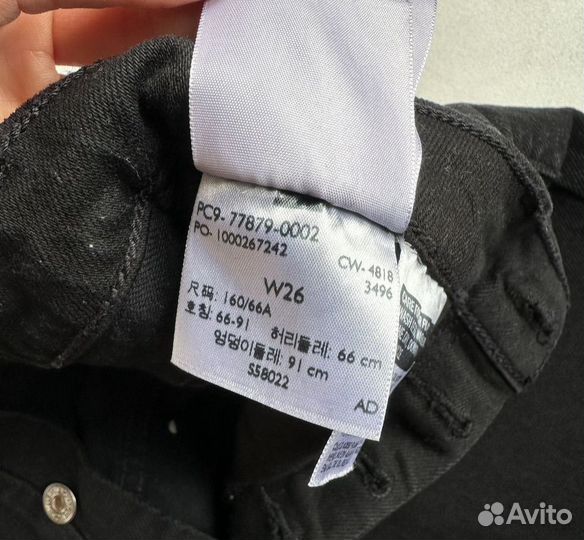 PC9- 77879-0002
PO- 1000267242
CW- 4818
3496
W26
尺码: 160/66A
호칭: 66-91
허리둘레: 66 cm
엉덩이둘레: 91 cm
S58022
AD
Avito